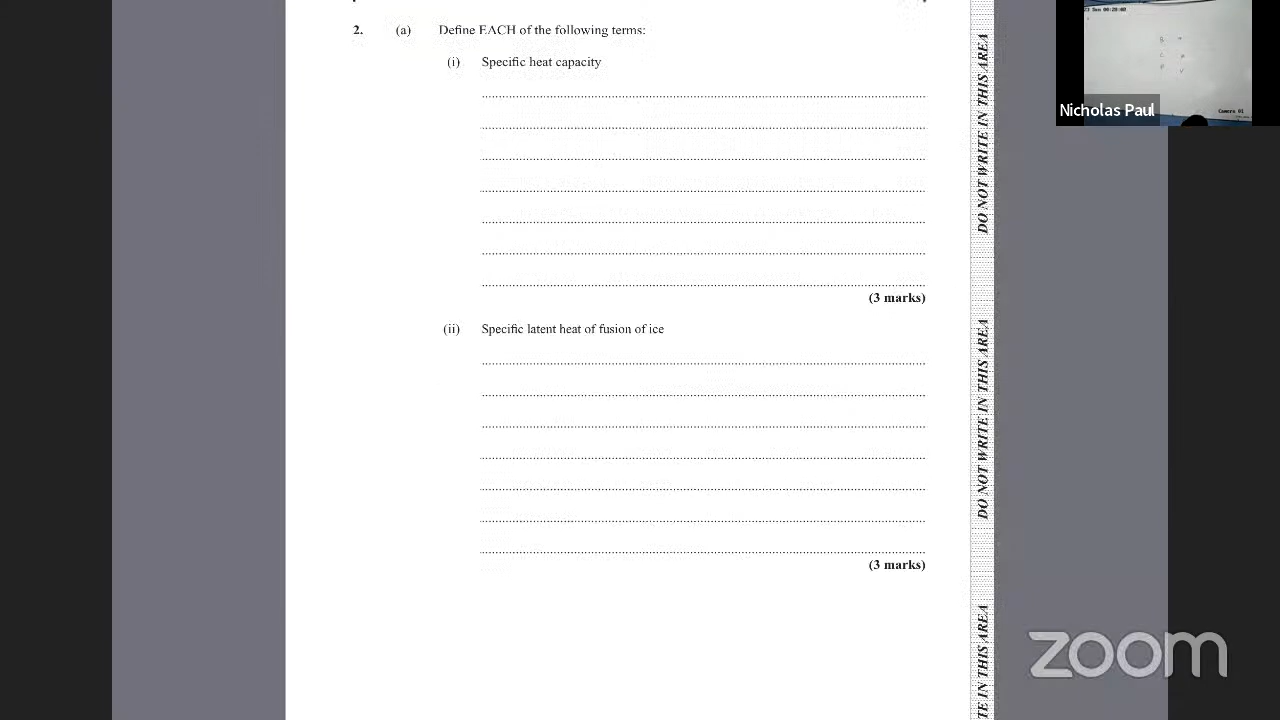 2. (a) Define EACH of the following terms:
(i) Specific heat capacity
(3 marks)
(ii) Specific latent heat of fusion of ice
(3 marks)
DO NOT WRITE IN THIS AREA
DO NOT WRITE IN THIS AREA
TE IN THIS AREA
Nicholas Paul
Camera 01
zoom